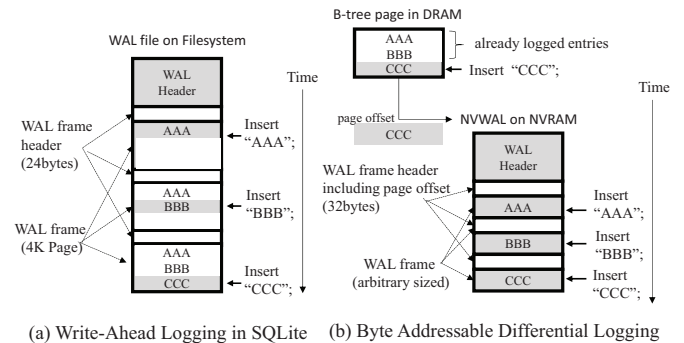 WAL file on Filesystem
WAL
Header
Time
WAL frame
header
(24bytes)
AAA
Insert
“AAA”;
AAA
BBB
Insert
“BBB”;
WAL frame
(4K Page)
AAA
BBB
CCC
Insert
“CCC”;
(a) Write-Ahead Logging in SQLite
B-tree page in DRAM
AAA
BBB
CCC
already logged entries
Insert “CCC”;
Time
page offset
CCC
NVWAL on NVRAM
WAL
Header
WAL frame header
including page offset
(32bytes)
AAA
Insert
“AAA”;
BBB
Insert
“BBB”;
WAL frame
(arbitrary sized)
CCC
Insert
“CCC”;
(b) Byte Addressable Differential Logging